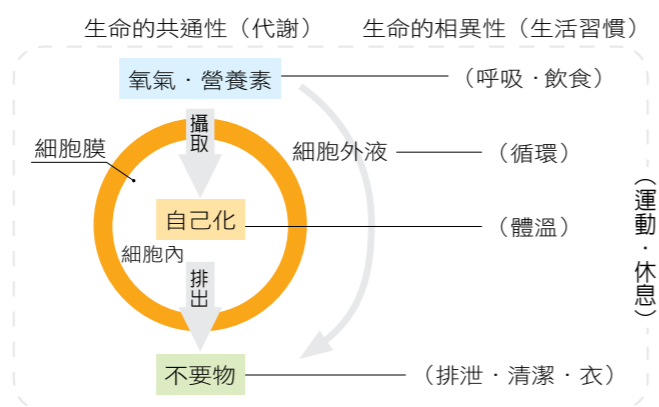 生命的共通性（代謝）
生命的相異性（生活習慣）
氧氣．營養素
（呼吸．飲食）
攝取
細胞膜
細胞外液
（循環）
自己化
（體溫）
細胞內
排出
（運動．休息）
不要物
（排泄．清潔．衣）